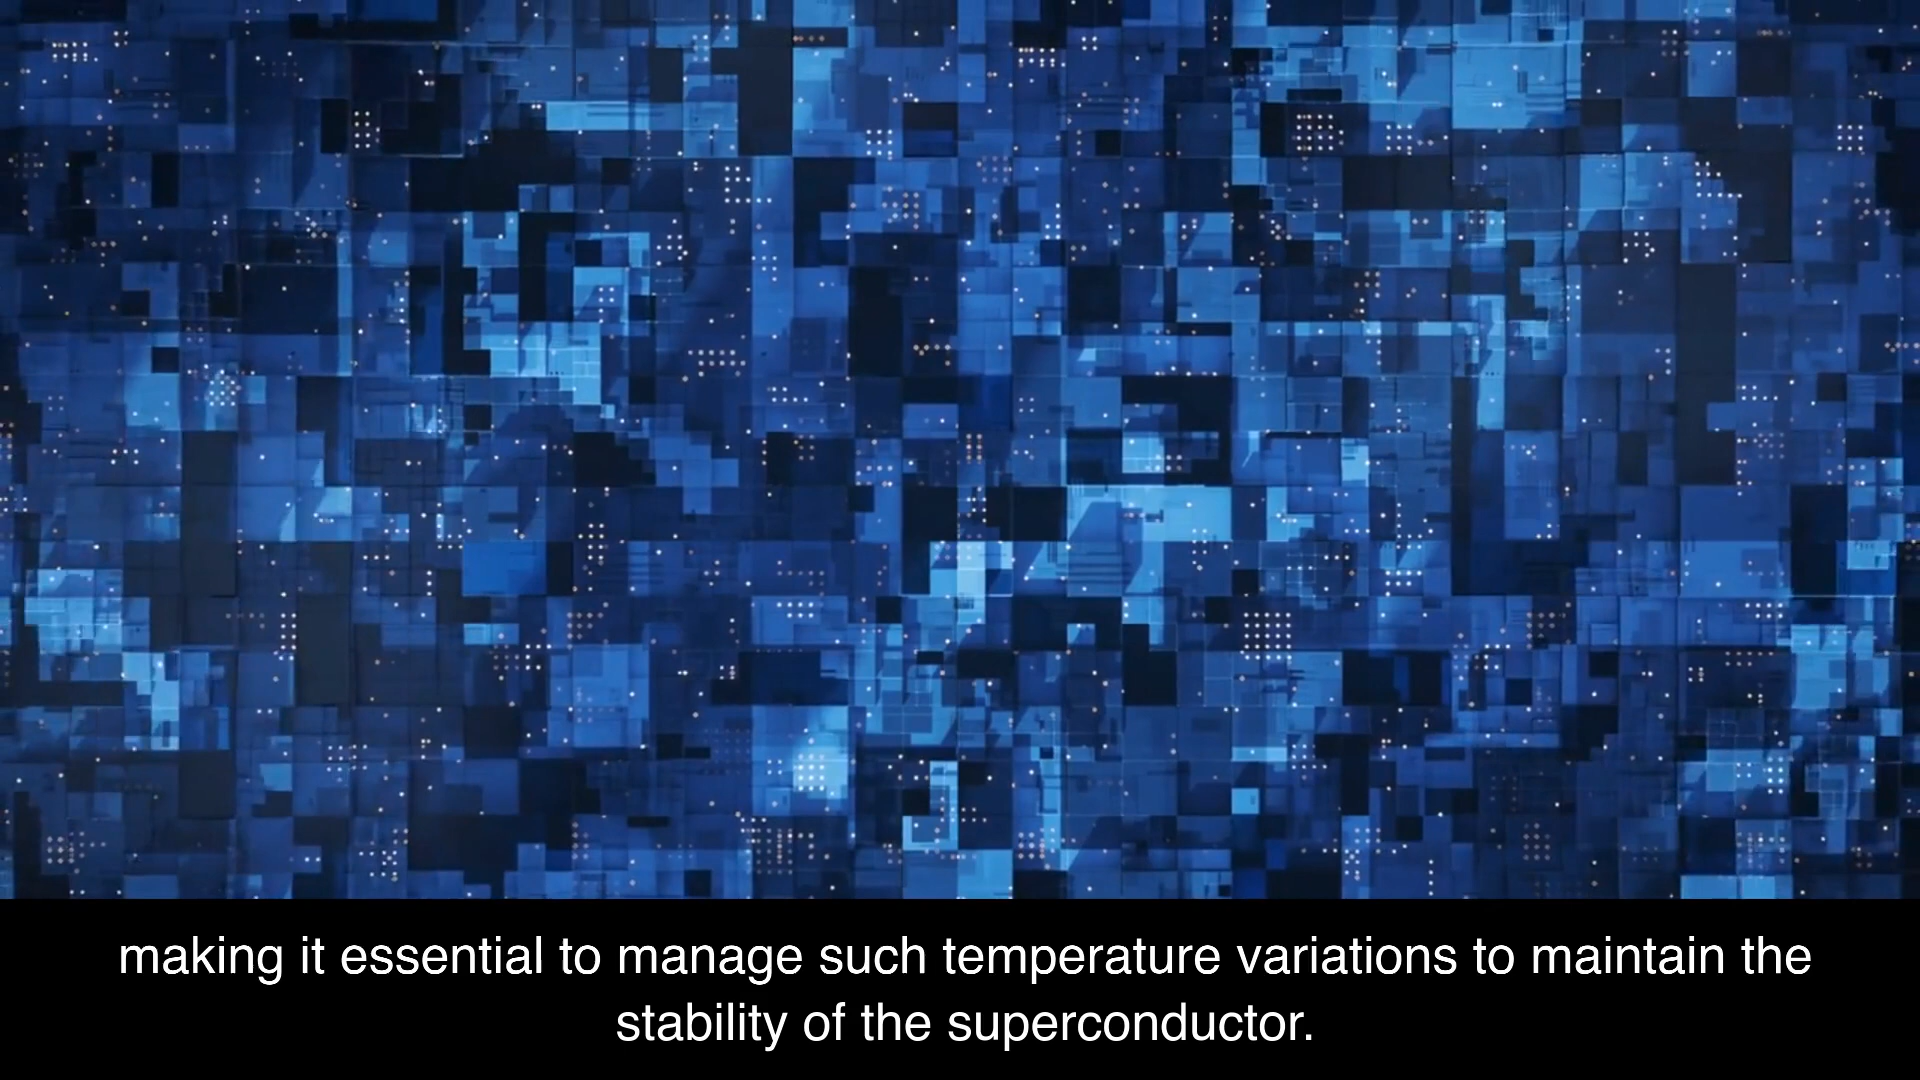 making it essential to manage such temperature variations to maintain the
stability of the superconductor.